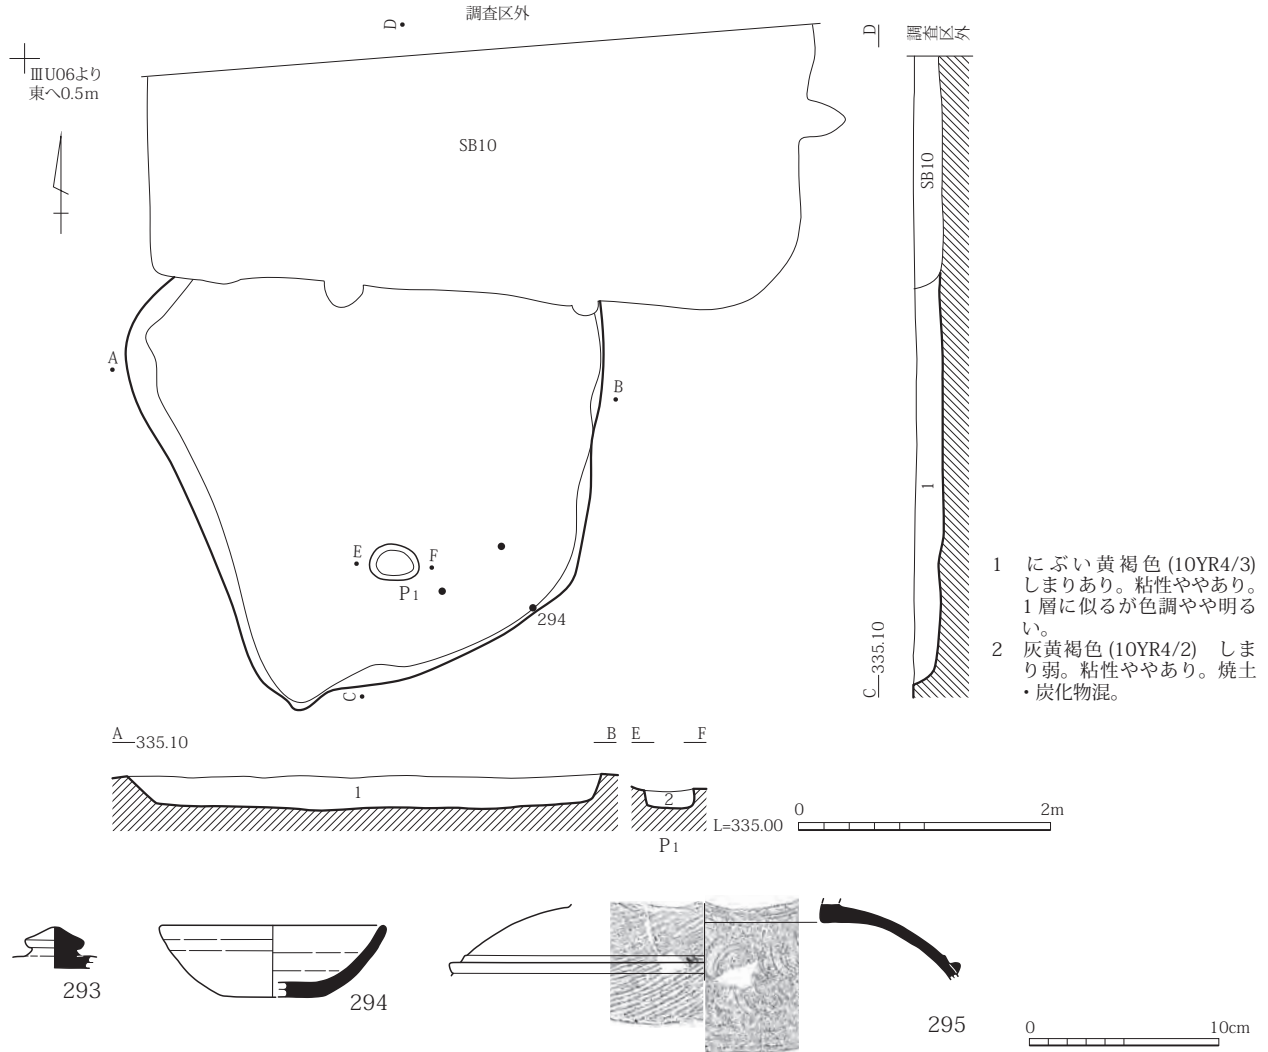 調査区外
D
D
調査区外
ⅢU06より
東へ0.5m
SB10
SB10
A
B
1
E
F
P1
294
C
C
335.10
1 にぶい黄褐色(10YR4/3)
しまりあり。粘性ややあり。
1層に似るが色調やや明る
い。
2 灰黄褐色(10YR4/2) しま
り弱。粘性ややあり。焼土
・炭化物混。
A
335.10
B
E
F
1
2
L=335.00
P1
0
2m
293
294
295
0
10cm